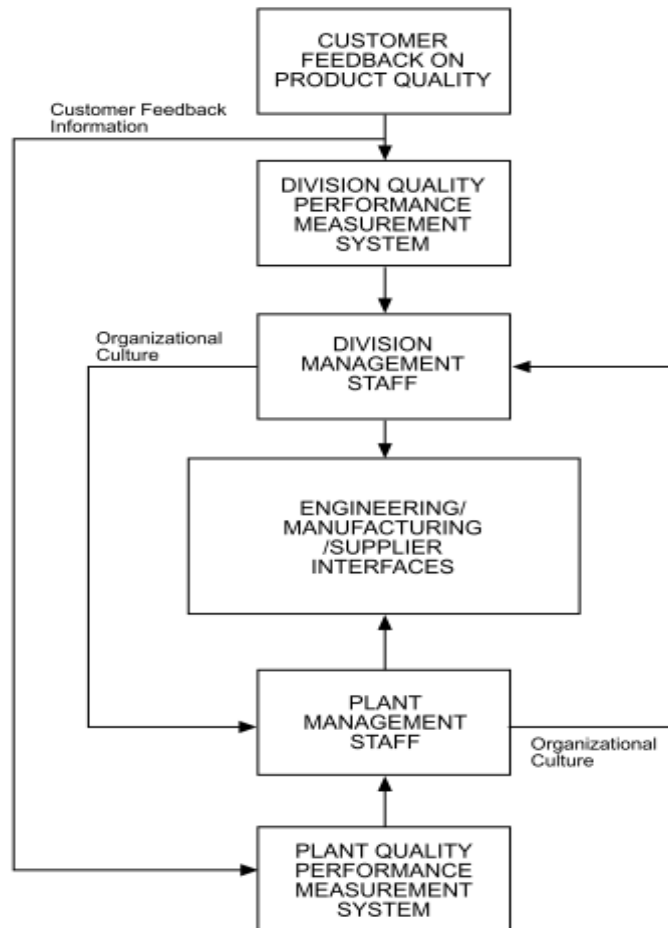 CUSTOMER
FEEDBACK ON
PRODUCT QUALITY
Customer Feedback
Information
DIVISION QUALITY
PERFORMANCE
MEASUREMENT
SYSTEM
Organizational
Culture
DIVISION
MANAGEMENT
STAFF
ENGINEERING/
MANUFACTURING
/SUPPLIER
INTERFACES
PLANT
MANAGEMENT
STAFF
Organizational
Culture
PLANT QUALITY
PERFORMANCE
MEASUREMENT
SYSTEM